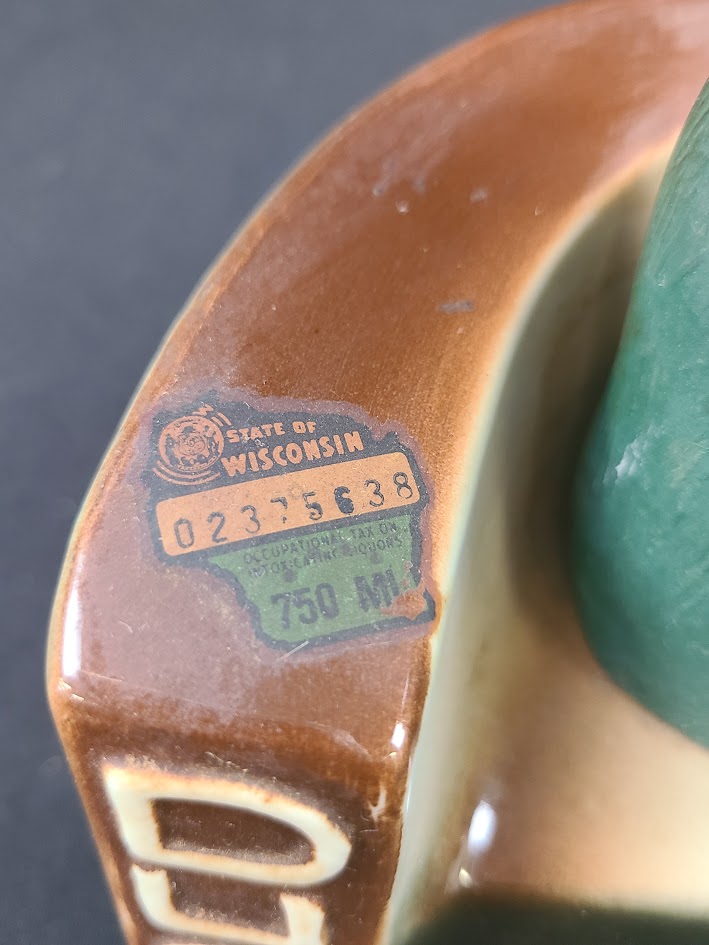 STATE OF
WISCONSIN
02375638
OCCUPATIONAL TAX ON
INTOXICATING LIQUORS
750 ML